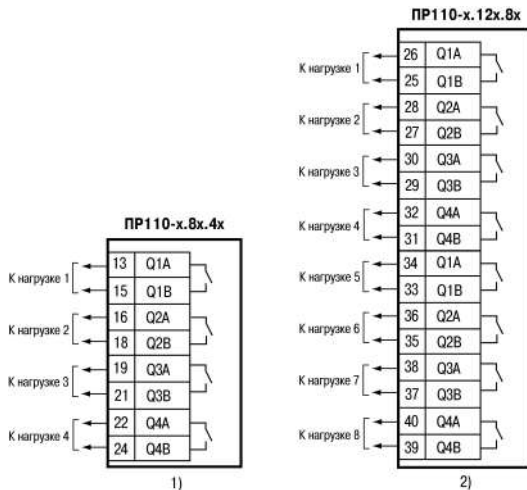 ПР110-х.8х.4х
К нагрузке 1
13 Q1A
15 Q1B
К нагрузке 2
16 Q2A
18 Q2B
К нагрузке 3
19 Q3A
21 Q3B
К нагрузке 4
22 Q4A
24 Q4B
1)
ПР110-х.12х.8х
К нагрузке 1
26 Q1A
25 Q1B
К нагрузке 2
28 Q2A
27 Q2B
К нагрузке 3
30 Q3A
29 Q3B
К нагрузке 4
32 Q4A
31 Q4B
К нагрузке 5
34 Q1A
33 Q1B
К нагрузке 6
36 Q2A
35 Q2B
К нагрузке 7
38 Q3A
37 Q3B
К нагрузке 8
40 Q4A
39 Q4B
2)